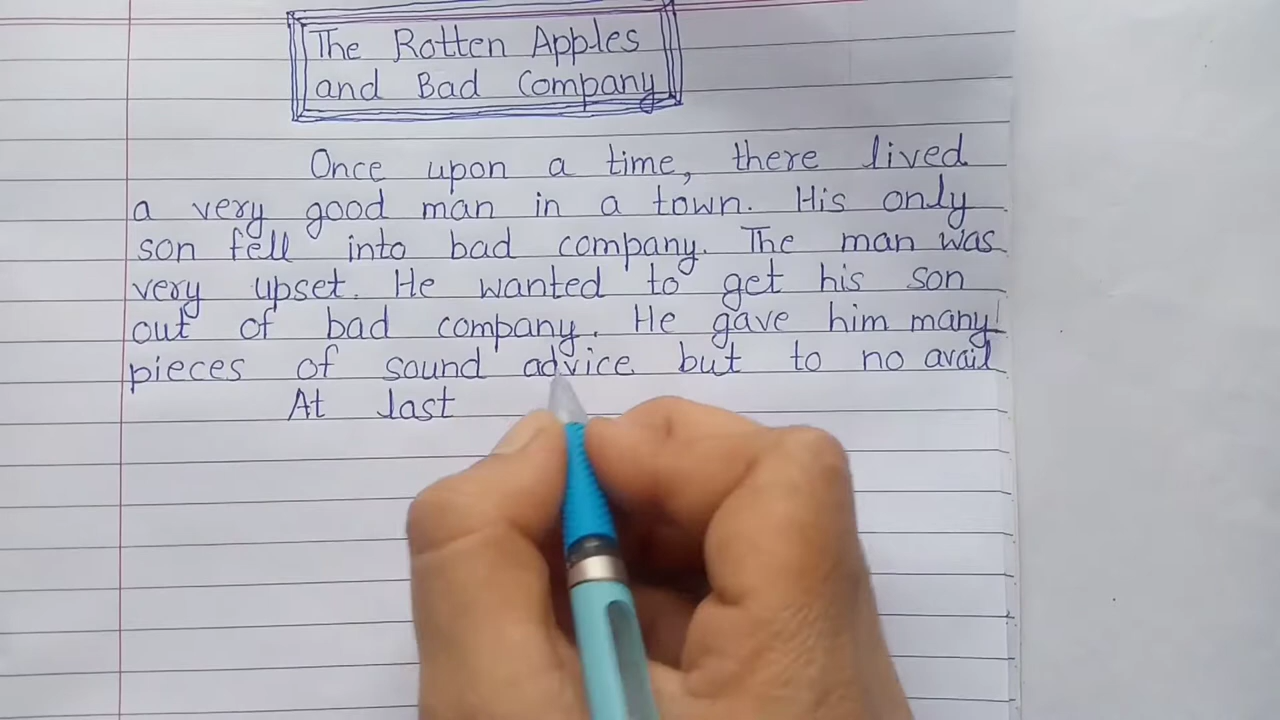 The Rotten Apples
and Bad Company
Once upon a time, there lived
a very good man in a town. His only
son fell into bad company. The man was
very upset. He wanted to get his son
out of bad company. He gave him many
pieces of sound advice but to no avail
At last